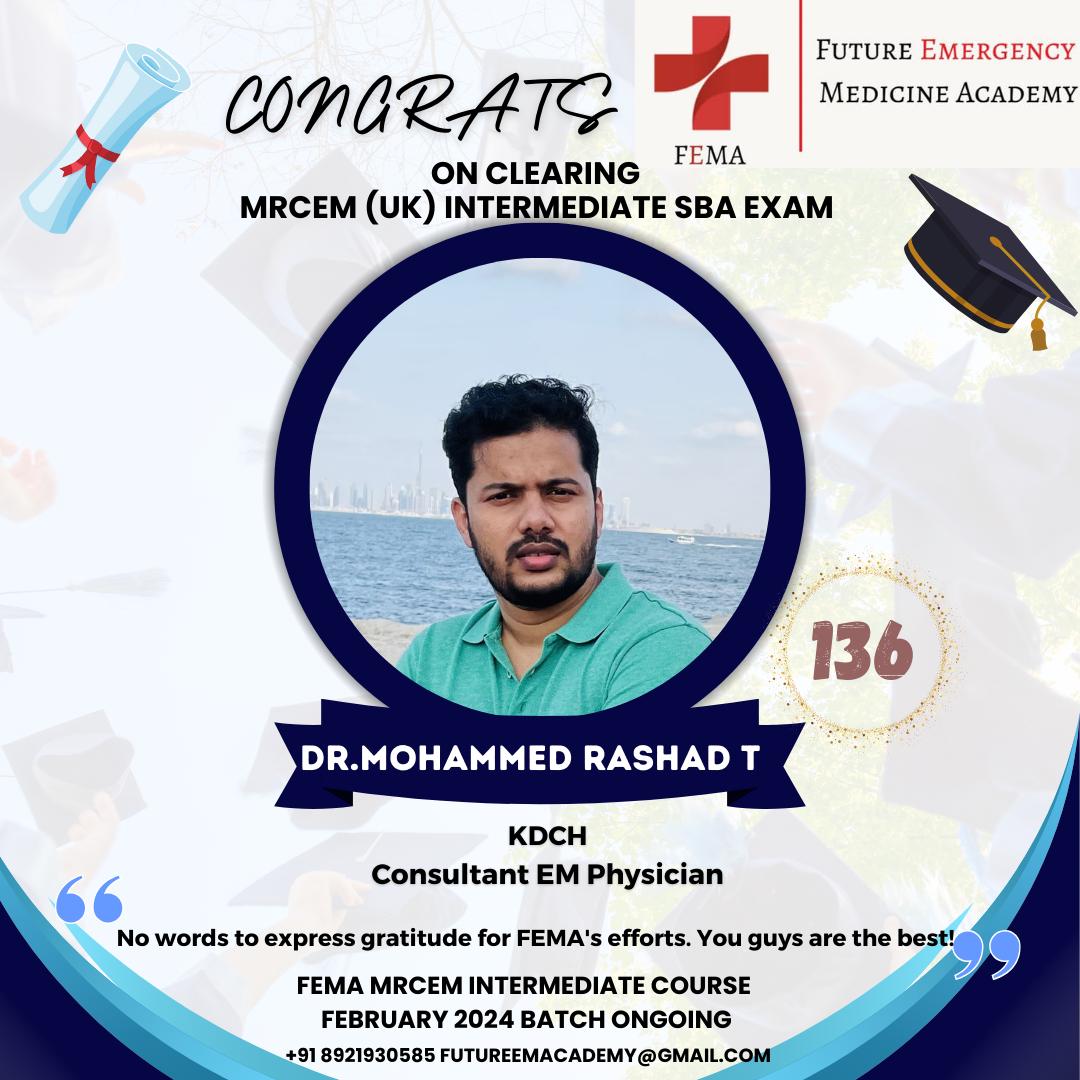 CONGRATS
FEMA
FUTURE EMERGENCY
MEDICINE ACADEMY
ON CLEARING
MRCEM (UK) INTERMEDIATE SBA EXAM
136
DR.MOHAMMED RASHAD T
KDCH
Consultant EM Physician
“No words to express gratitude for FEMA's efforts. You guys are the best!”
FEMA MRCEM INTERMEDIATE COURSE
FEBRUARY 2024 BATCH ONGOING
+91 8921930585 FUTUREEMACADEMY@GMAIL.COM